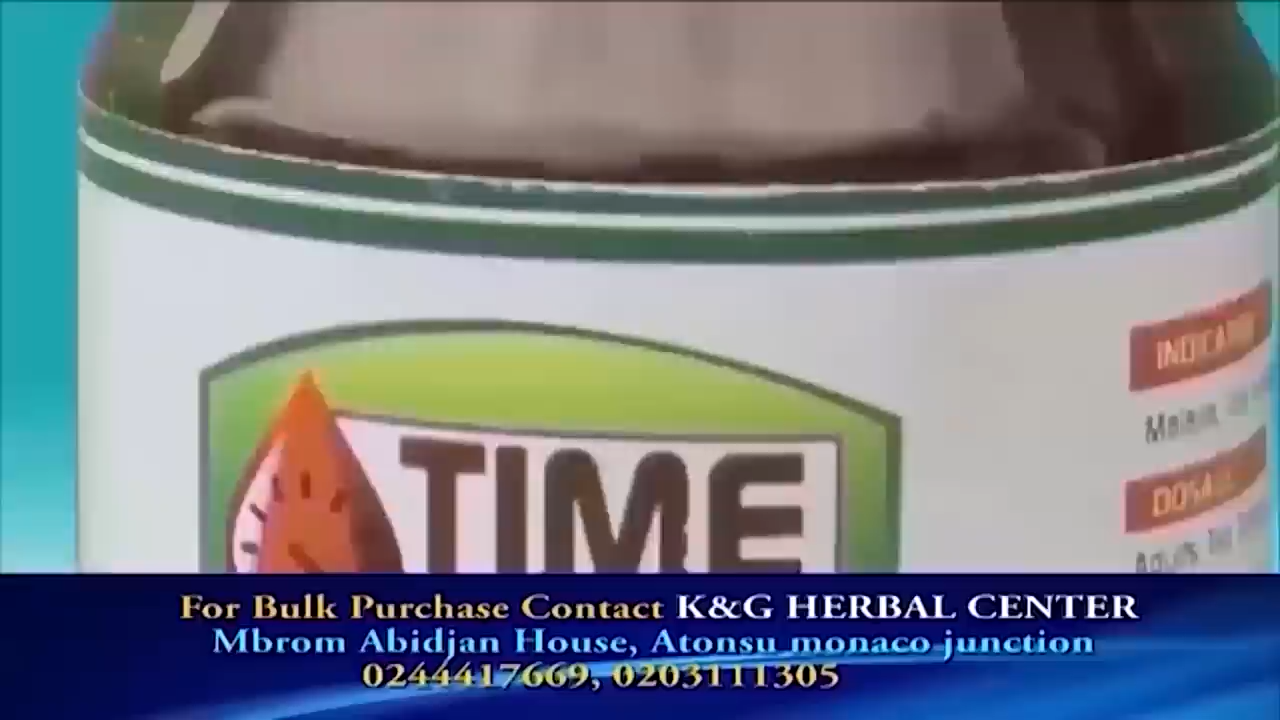 TIME
For Bulk Purchase Contact K&G HERBAL CENTER
Mbrom Abidjan House, Atonsu monaco junction
0244417669, 0203111305